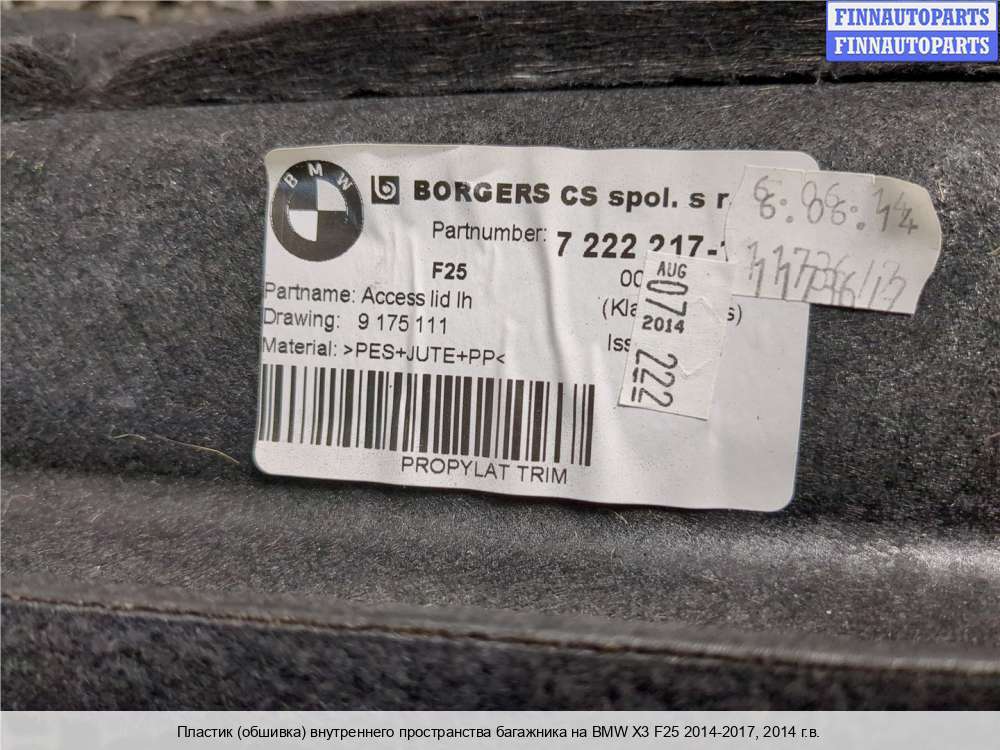 FINNAUTOPARTS
FINNAUTOPARTS
BMW
BORGERS CS spol. s r.
Partnumber: 7 222 217-
F25
Partname: Access lid lh
Drawing: 9 175 111
Material: >PES+JUTE+PP<
PROPYLAT TRIM
AUG
07
2014
222
Пластик (обшивка) внутреннего пространства багажника на BMW X3 F25 2014-2017, 2014 г.в.